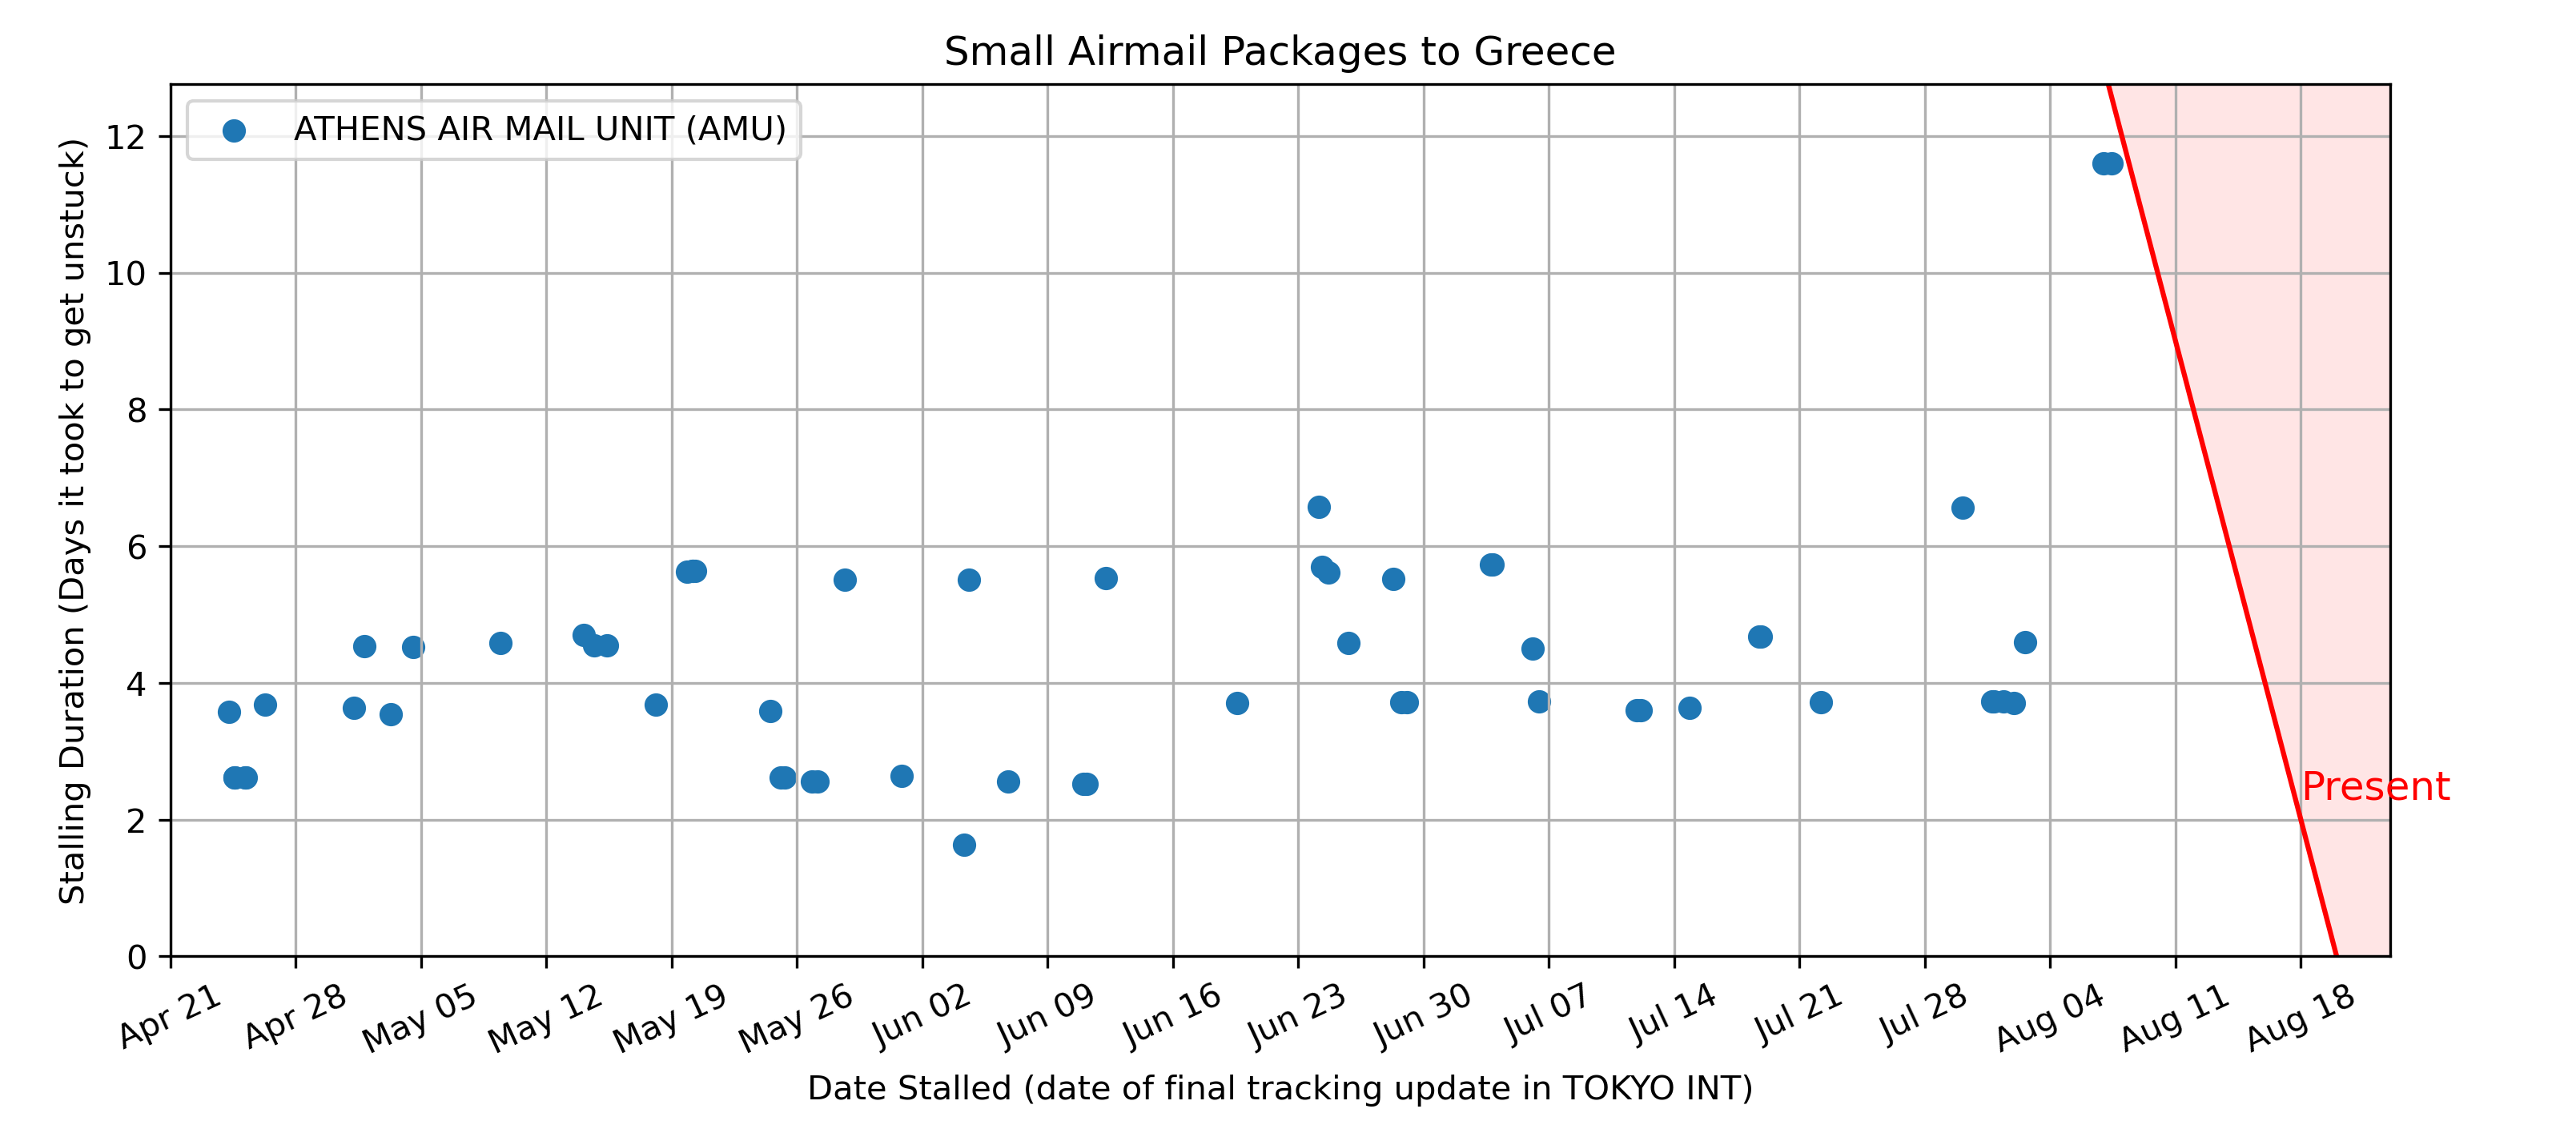 Small Airmail Packages to Greece
ATHENS AIR MAIL UNIT (AMU)
Stalling Duration (Days it took to get unstuck)
12
10
8
6
4
2
0
Present
Apr 21
Apr 28
May 05
May 12
May 19
May 26
Jun 02
Jun 09
Jun 16
Jun 23
Jun 30
Jul 07
Jul 14
Jul 21
Jul 28
Aug 04
Aug 11
Aug 18
Date Stalled (date of final tracking update in TOKYO INT)